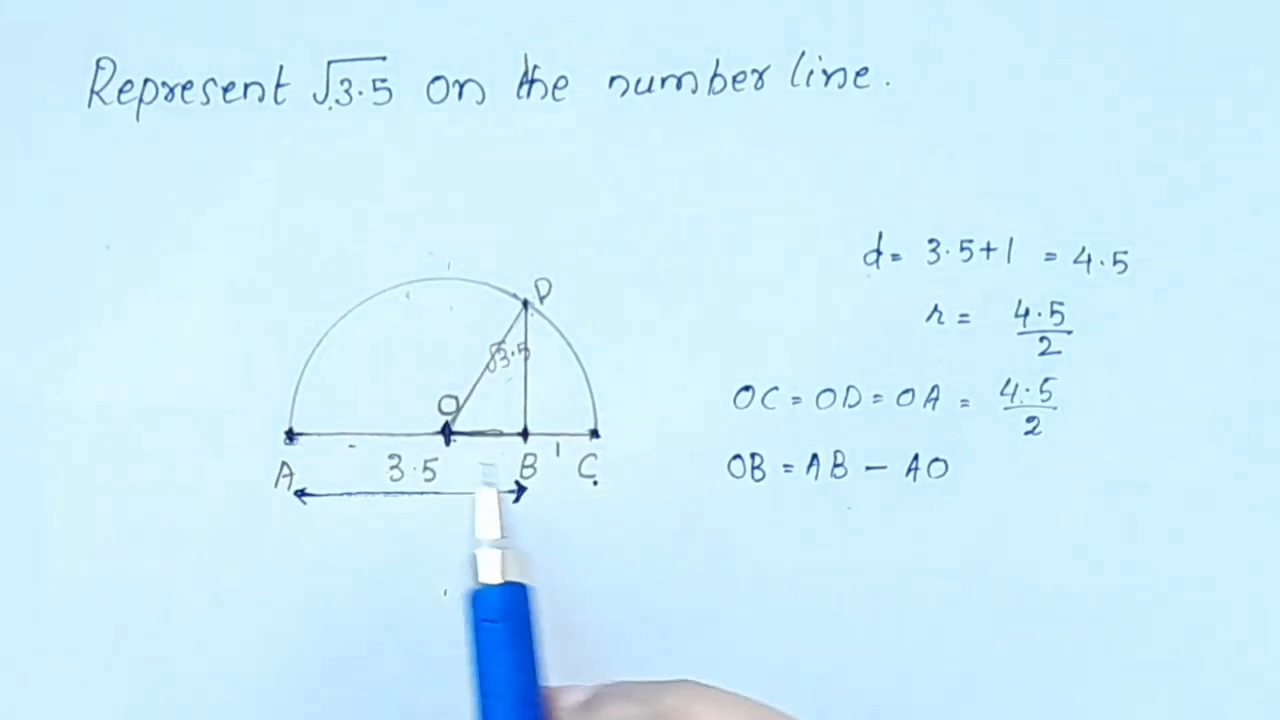 Represent √3.5 on the number line.
d = 3.5+1 = 4.5
r = 4.5/2
D
√3.5
OC = OD = OA = 4.5/2
O
A 3.5 B 1 C
OB = AB - AO